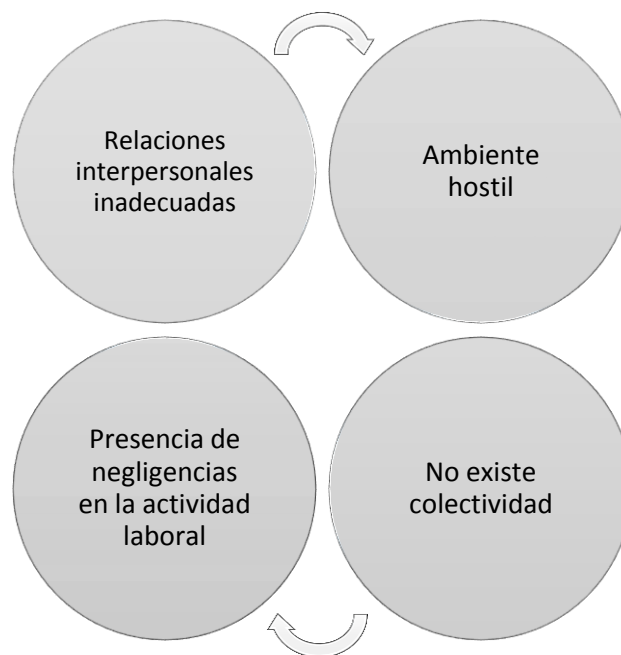 Relaciones
interpersonales
inadecuadas
Ambiente
hostil
Presencia de
negligencias
en la actividad
laboral
No existe
colectividad